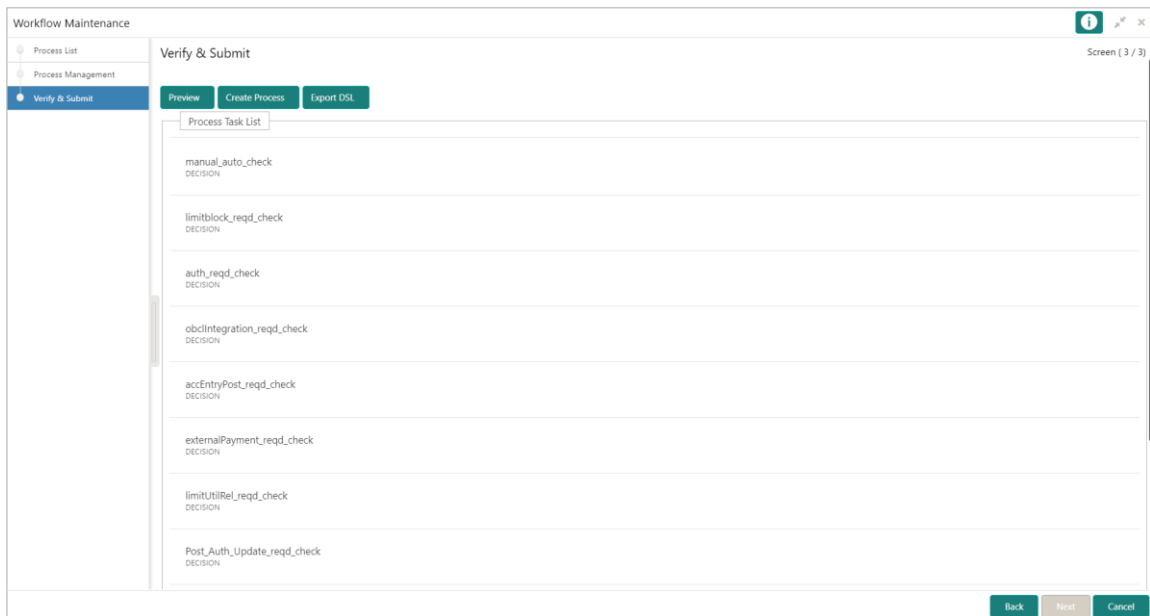 Workflow Maintenance
Process List
Process Management
Verify & Submit
Verify & Submit
Screen ( 3 / 3)
Preview
Create Process
Export DSL
Process Task List
manual_auto_check
DECISION
limitblock_reqd_check
DECISION
auth_reqd_check
DECISION
obclIntegration_reqd_check
DECISION
accEntryPost_reqd_check
DECISION
externalPayment_reqd_check
DECISION
limitUtilRel_reqd_check
DECISION
Post_Auth_Update_reqd_check
DECISION
Back
Next
Cancel